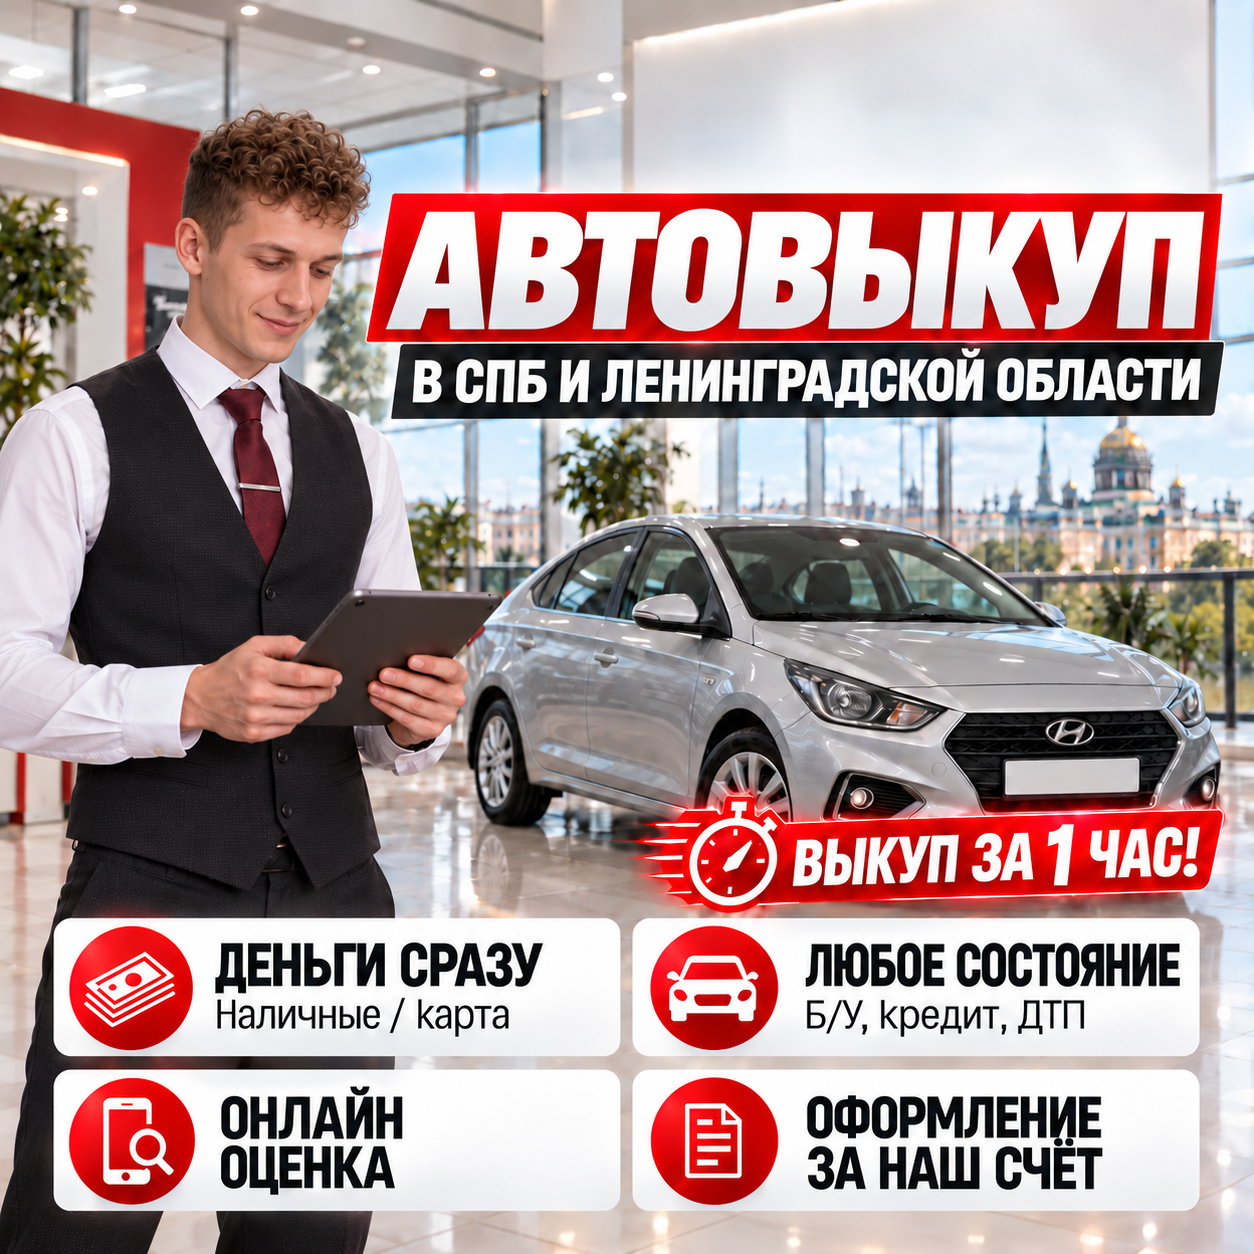 АВТОВЫКУП
В СПБ И ЛЕНИНГРАДСКОЙ ОБЛАСТИ
ВЫКУП ЗА 1 ЧАС!
ДЕНЬГИ СРАЗУ
Наличные / карта
ЛЮБОЕ СОСТОЯНИЕ
Б/У, кредит, ДТП
ОНЛАЙН
ОЦЕНКА
ОФОРМЛЕНИЕ
ЗА НАШ СЧЁТ